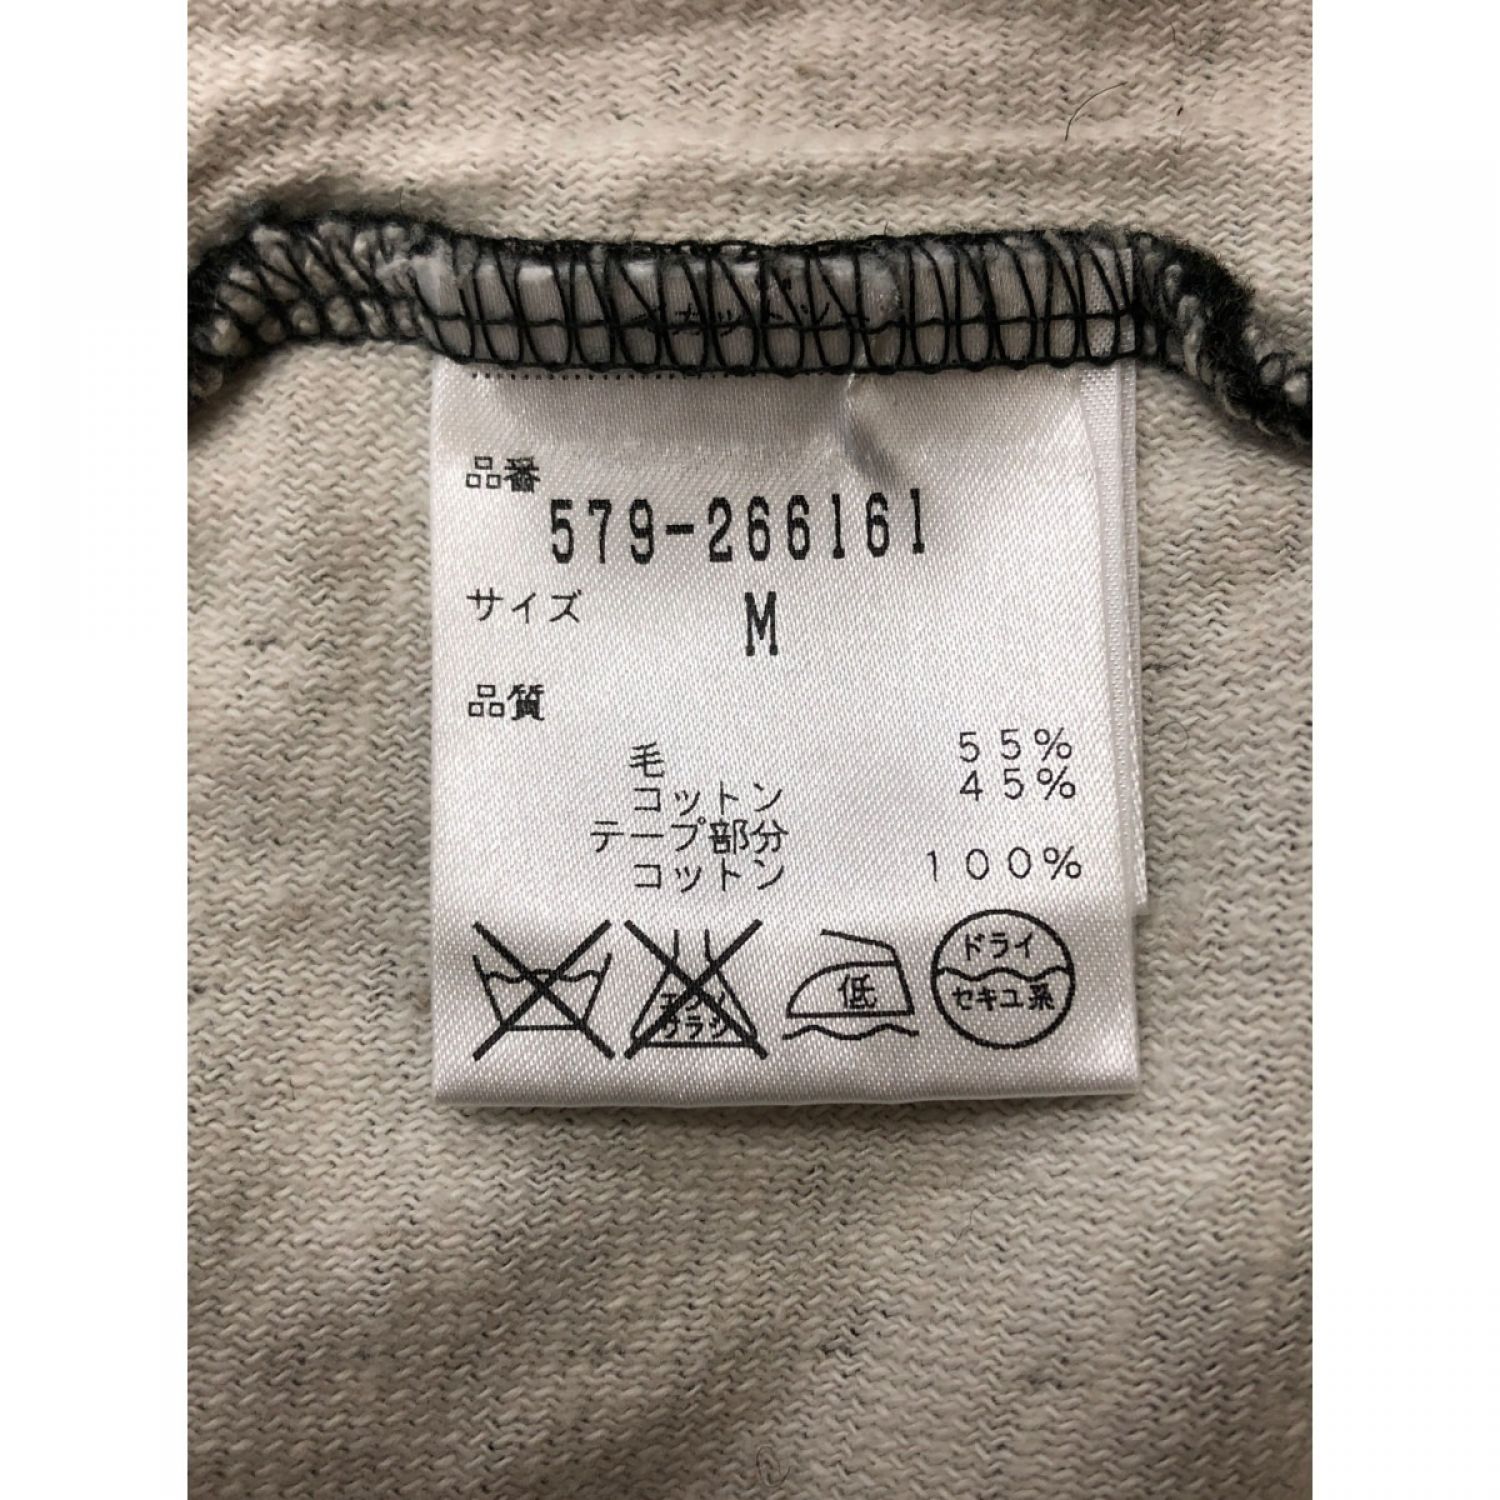 品番
579-266161
サイズ M
品質
毛 55%
コットン 45%
テープ部分
コットン 100%
エンソ
サラシ
低
ドライ
セキユ系